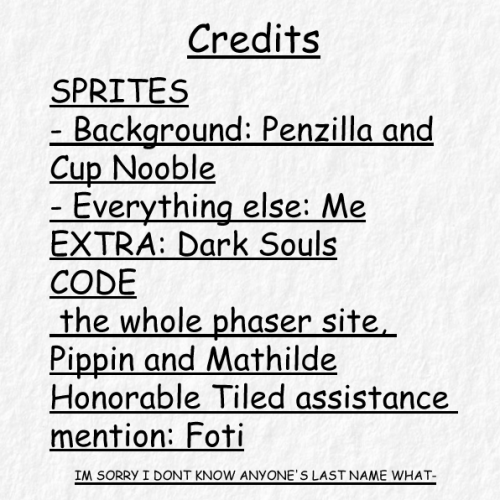 Credits
SPRITES
- Background: Penzilla and
Cup Nooble
- Everything else: Me
EXTRA: Dark Souls
CODE
the whole phaser site,
Pippin and Mathilde
Honorable Tiled assistance
mention: Foti
IM SORRY I DONT KNOW ANYONE'S LAST NAME WHAT-